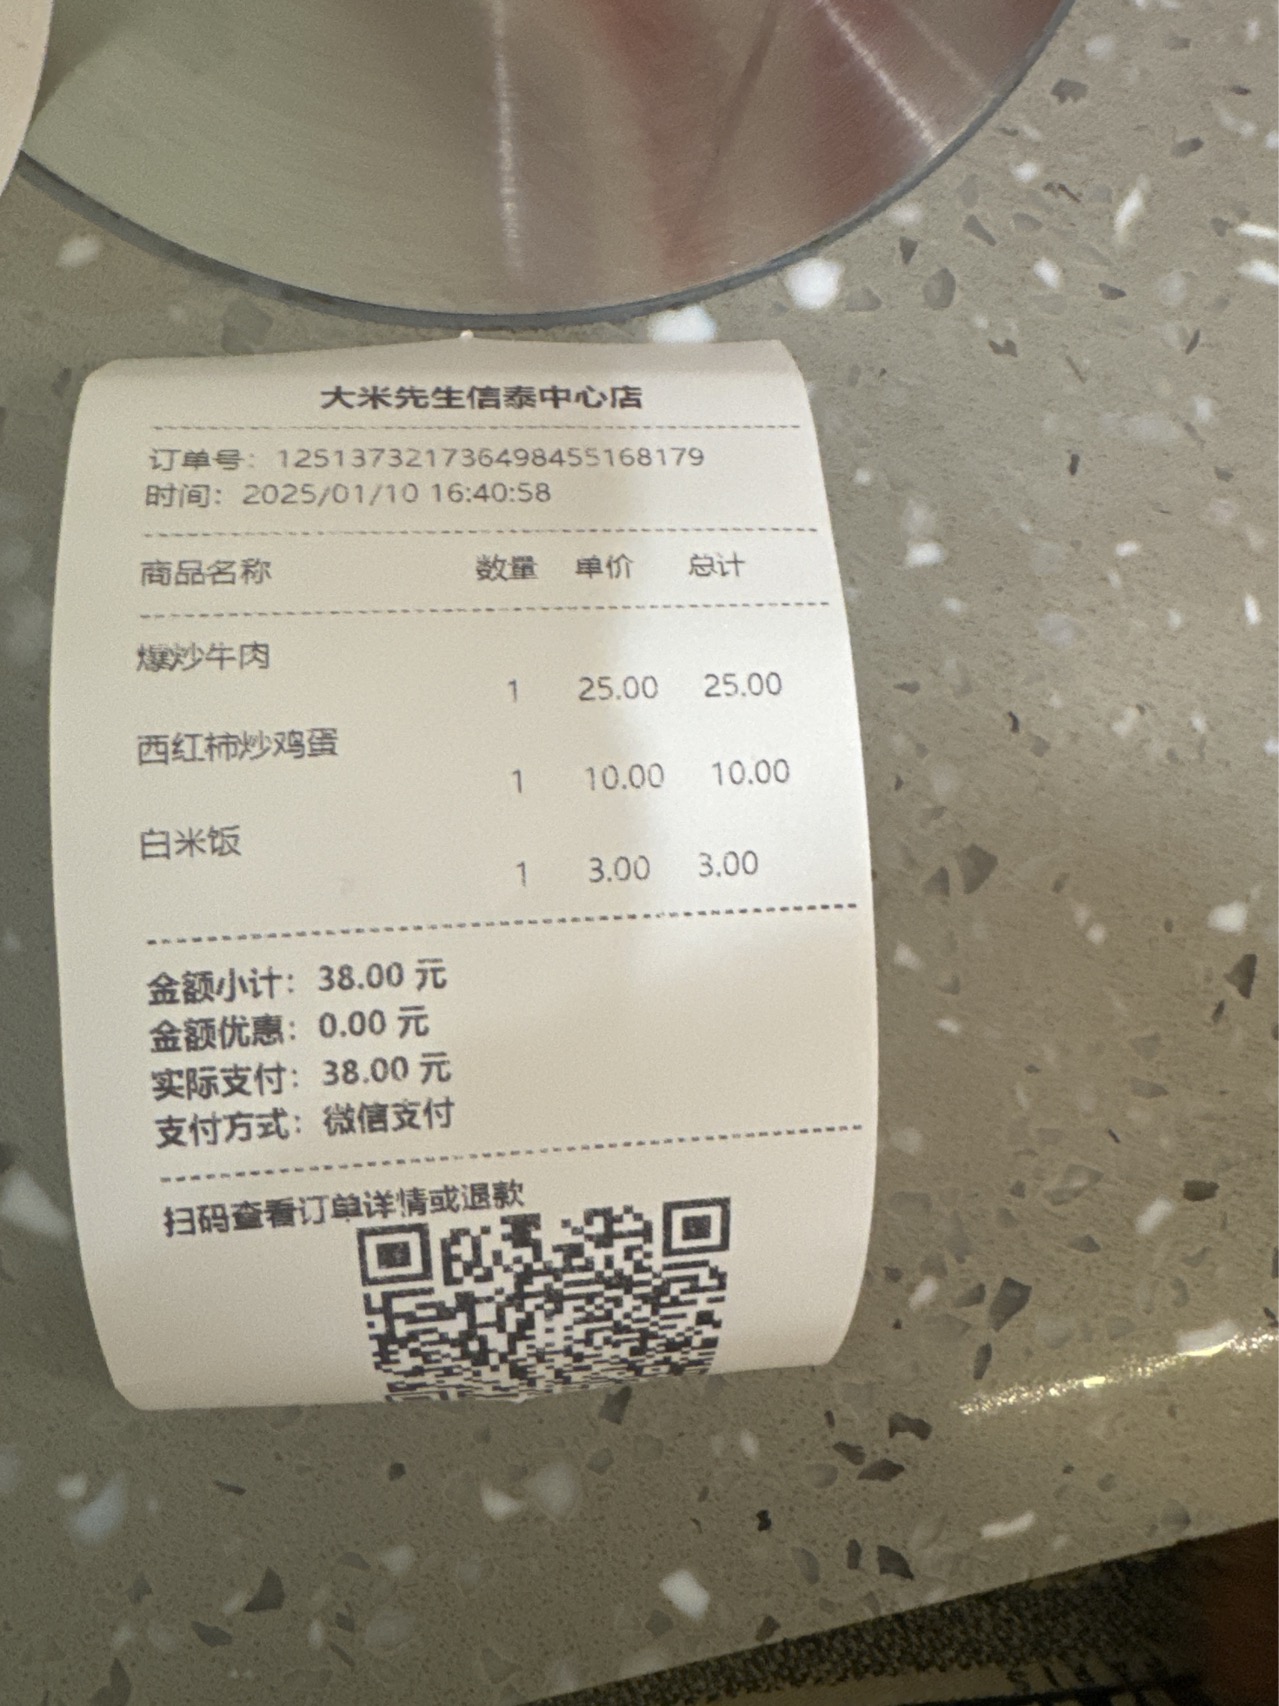 大米先生信泰中心店
订单号：1251373217364984551​68179
时间：2025/01/10 16:40:58
商品名称 数量 单价 总计
爆炒牛肉
1 25.00 25.00
西红柿炒鸡蛋
1 10.00 10.00
白米饭
1 3.00 3.00
金额小计：38.00 元
金额优惠：0.00 元
实际支付：38.00 元
支付方式：微信支付
扫码查看订单详情或退款